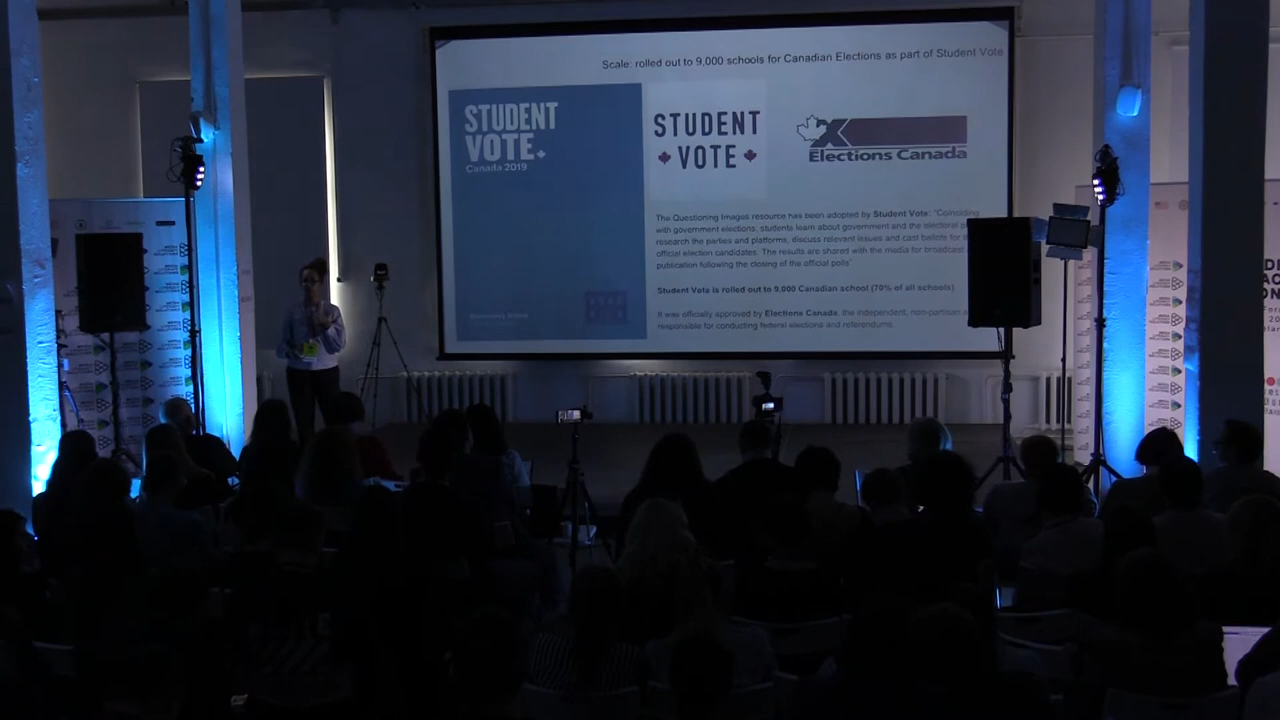 Scale: rolled out to 9,000 schools for Canadian Elections as part of Student Vote
STUDENT
VOTE
Canada 2019
STUDENT
VOTE
Elections Canada
The Questioning Images resource has been adopted by Student Vote: "Coinciding
with government elections, students learn about government and the electoral
research the parties and platforms, discuss relevant issues and cast ballots for
official election candidates. The results are shared with the media for broadcast
publication following the closing of the official polls"
Student Vote is rolled out to 9,000 Canadian school (70% of all schools)
It was officially approved by Elections Canada, the independent, non-partisan
responsible for conducting federal elections and referendums.